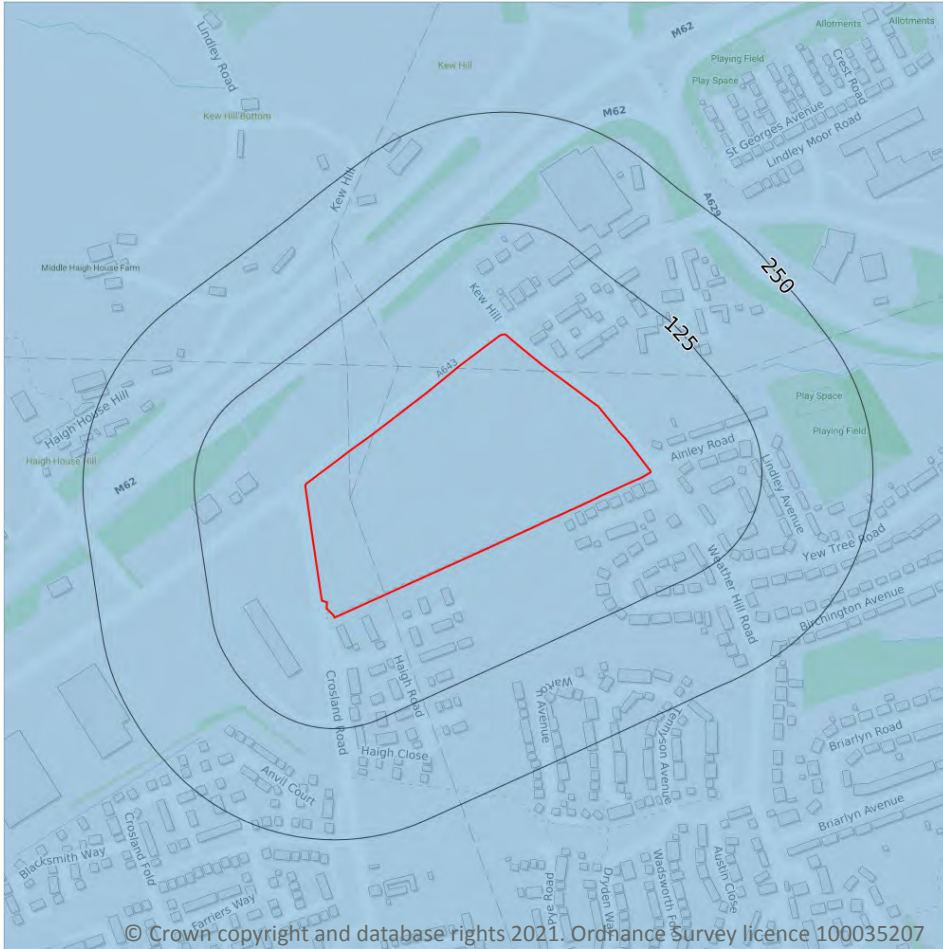 M62
Allotments
Allotments
Lindley Road
Playing Field
Crest Road
Kew Hill
Play Space
Kew Hill Bottom
M62
St Georges Avenue
Lindley Moor Road
Kew Hill
A629
Middle Haigh House Farm
250
Kew Hill
125
A643
Haigh House Hill
Play Space
Playing Field
Ainley Road
Haigh House Hill
M62
Lindley Avenue
Yew Tree Road
Weather Hill Road
Birchington Avenue
Haigh Road
Crosland Road
Tennyson Avenue
Briarlyn Road
Haigh Close
Anvil Court
Briarlyn Avenue
Crosland Fold
Blacksmith Way
Austin Close
Farriers Way
Pye Road
© Crown copyright and database rights 2021. Ordnance Survey licence 100035207